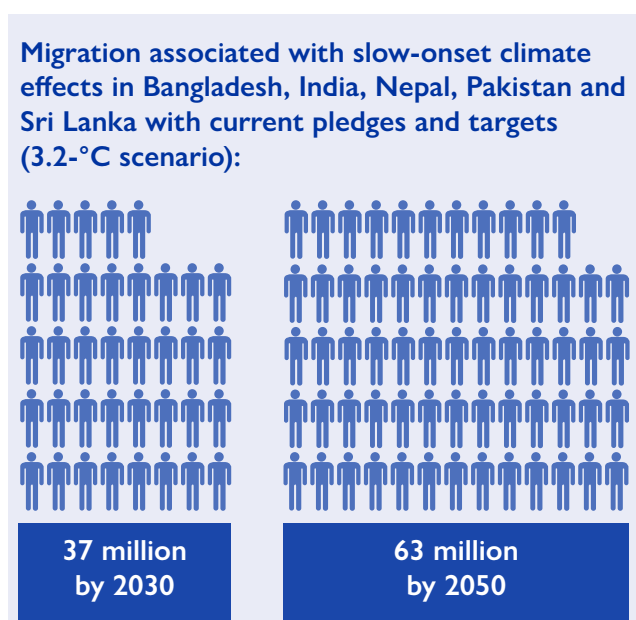 Migration associated with slow-onset climate
effects in Bangladesh, India, Nepal, Pakistan and
Sri Lanka with current pledges and targets
(3.2-°C scenario):
37 million
by 2030
63 million
by 2050